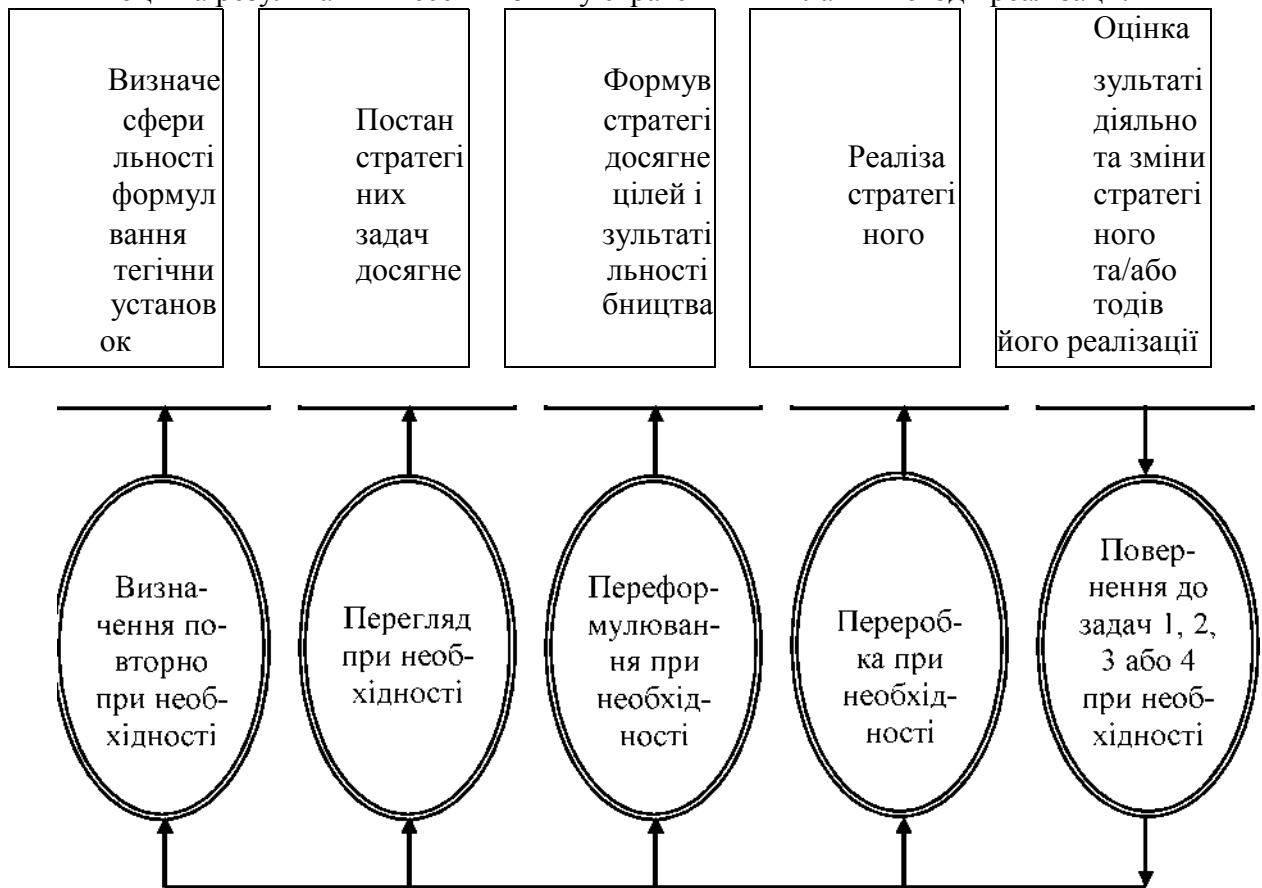 Визначе
сфери
льності
формул
вання
тегічни
установ
ок
Постан
стратегі
них
задач
досягне
Формув
стратегі
досягне
цілей і
зультаті
льності
бництва
Реаліза
стратегі
ного
Оцінка
зультаті
діяльно
та зміни
стратегі
ного
та/або
тодів
його реалізації
Визна-
чення по-
вторно
при необ-
хідності
Перегляд
при необ-
хідності
Перефор-
мулюван-
ня при
необхід-
ності
Перероб-
ка при
необхід-
ності
Повер-
нення до
задач 1, 2,
3 або 4
при необ-
хідності